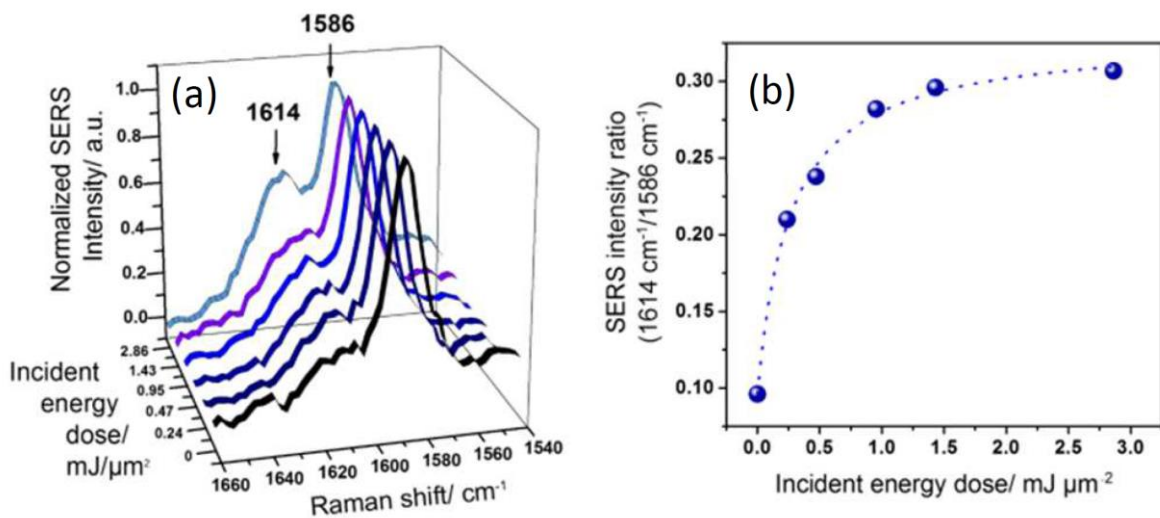 (a)
1586
1614
Normalized SERS
Intensity/ a.u.
1.0
0.8
0.6
0.4
0.2
0.0
Incident
energy
dose/
mJ/µm²
2.86
1.43
0.95
0.47
0.24
0
1660
1640
1620
1600
1580
1560
1540
Raman shift/ cm⁻¹
(b)
SERS intensity ratio
(1614 cm⁻¹/1586 cm⁻¹)
0.30
0.25
0.20
0.15
0.10
0.0 0.5 1.0 1.5 2.0 2.5 3.0
Incident energy dose/ mJ µm⁻²